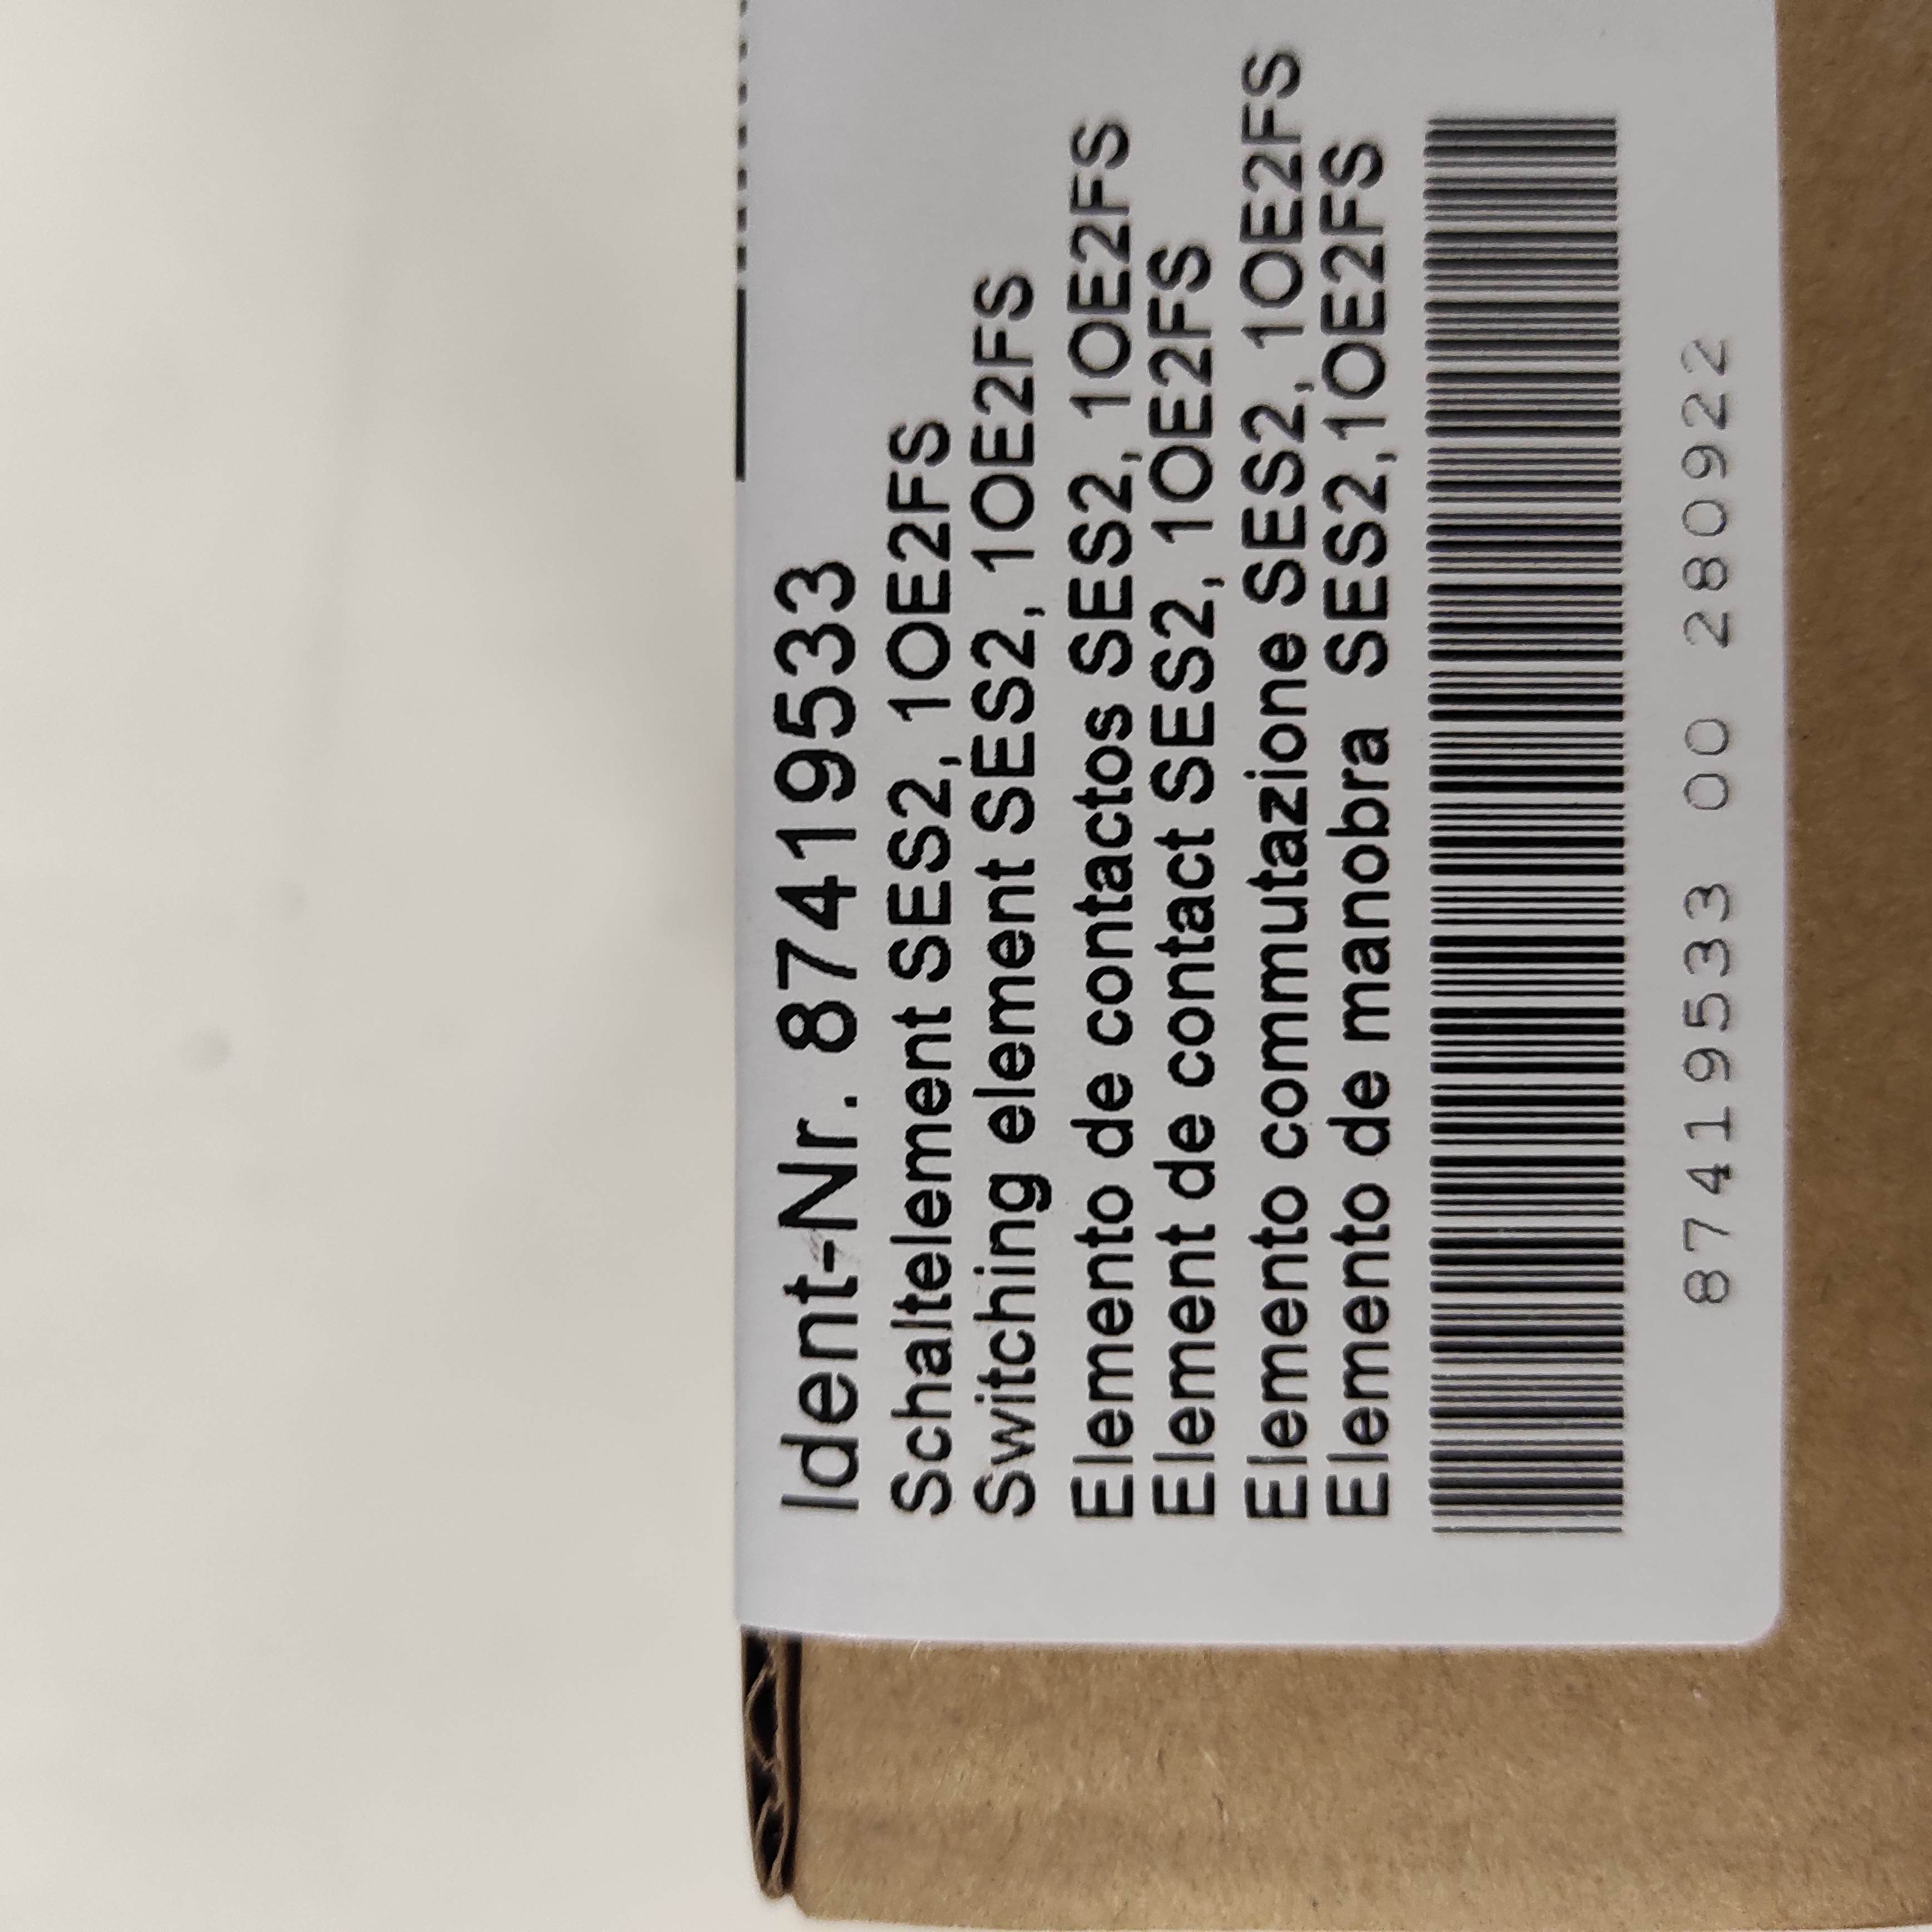 Ident-Nr. 87419533
Schaltelement SES2, 1OE2FS
Switching element SES2, 1OE2FS
Elemento de contactos SES2, 1OE2FS
Element de contact SES2, 1OE2FS
Elemento commutazione SES2, 1OE2FS
Elemento de manobra  SES2,1OE2FS
87419533 00 280922